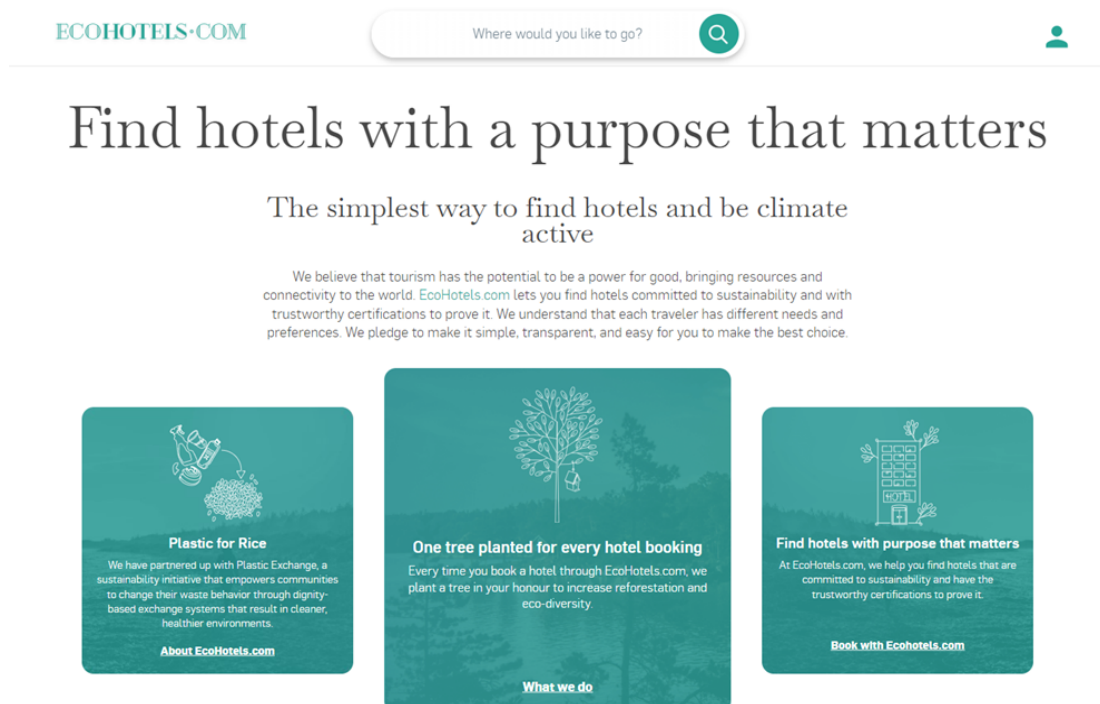 ECOHOTELS•COM
Where would you like to go?
Find hotels with a purpose that matters
The simplest way to find hotels and be climate
active
We believe that tourism has the potential to be a power for good, bringing resources and
connectivity to the world. EcoHotels.com lets you find hotels committed to sustainability and with
trustworthy certifications to prove it. We understand that each traveler has different needs and
preferences. We pledge to make it simple, transparent, and easy for you to make the best choice.
Plastic for Rice
We have partnered up with Plastic Exchange, a
sustainability initiative that empowers communities
to change their waste behavior through dignity-
based exchange systems that result in cleaner,
healthier environments.
About EcoHotels.com
One tree planted for every hotel booking
Every time you book a hotel through EcoHotels.com, we
plant a tree in your honour to increase reforestation and
eco-diversity.
What we do
HOTEL
Find hotels with purpose that matters
At EcoHotels.com, we help you find hotels that are
committed to sustainability and have the
trustworthy certifications to prove it.
Book with Ecohotels.com